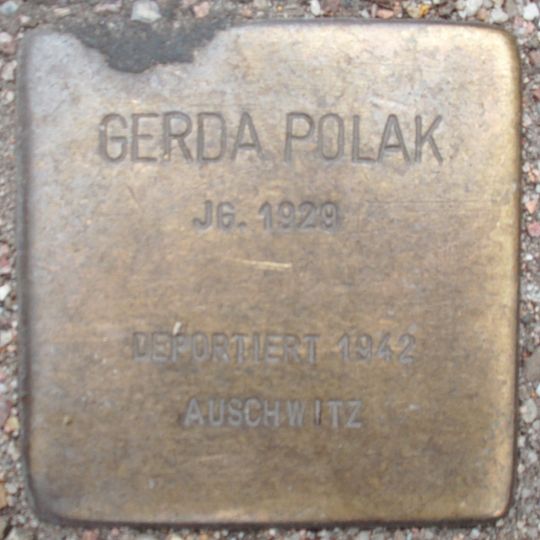 GERDA POLAK
JG. 1929
DEPORTIERT 1942
AUSCHWITZ